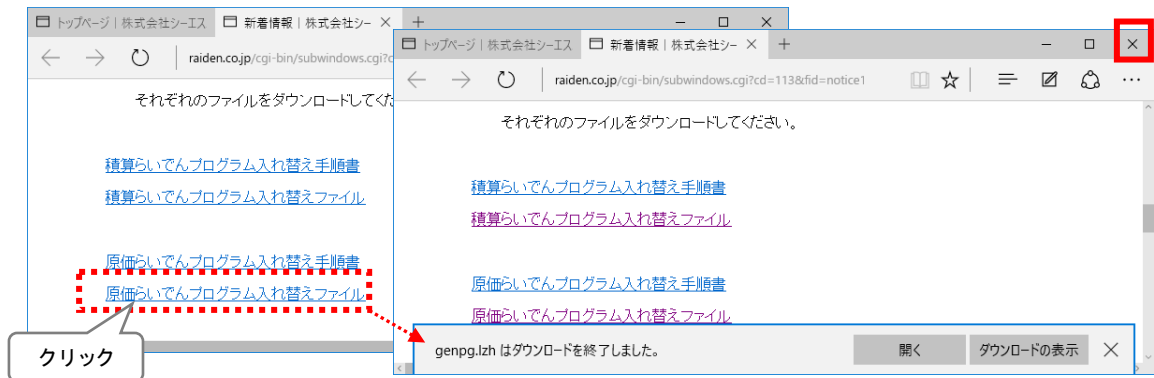 トップページ | 株式会社シーエス
新着情報 | 株式会社シー
raiden.co.jp/cgi-bin/subwindows.cgi?c
それぞれのファイルをダウンロードしてくだ
積算らいでんプログラム入れ替え手順書
積算らいでんプログラム入れ替えファイル
原価らいでんプログラム入れ替え手順書
原価らいでんプログラム入れ替えファイル
クリック
トップページ | 株式会社シーエス
新着情報 | 株式会社シー
raiden.co.jp/cgi-bin/subwindows.cgi?cd=113&fid=notice1
それぞれのファイルをダウンロードしてください。
積算らいでんプログラム入れ替え手順書
積算らいでんプログラム入れ替えファイル
原価らいでんプログラム入れ替え手順書
原価らいでんプログラム入れ替えファイル
genpg.lzh はダウンロードを終了しました。
開く
ダウンロードの表示